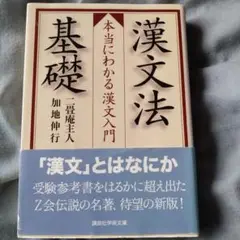 漢文法
基礎
本当にわかる漢文入門
二畳庵主人
加地伸行
「漢文」とはなにか
受験参考書をはるかに超え出た
Z会伝説の名著、待望の新版!
講談社学術文庫